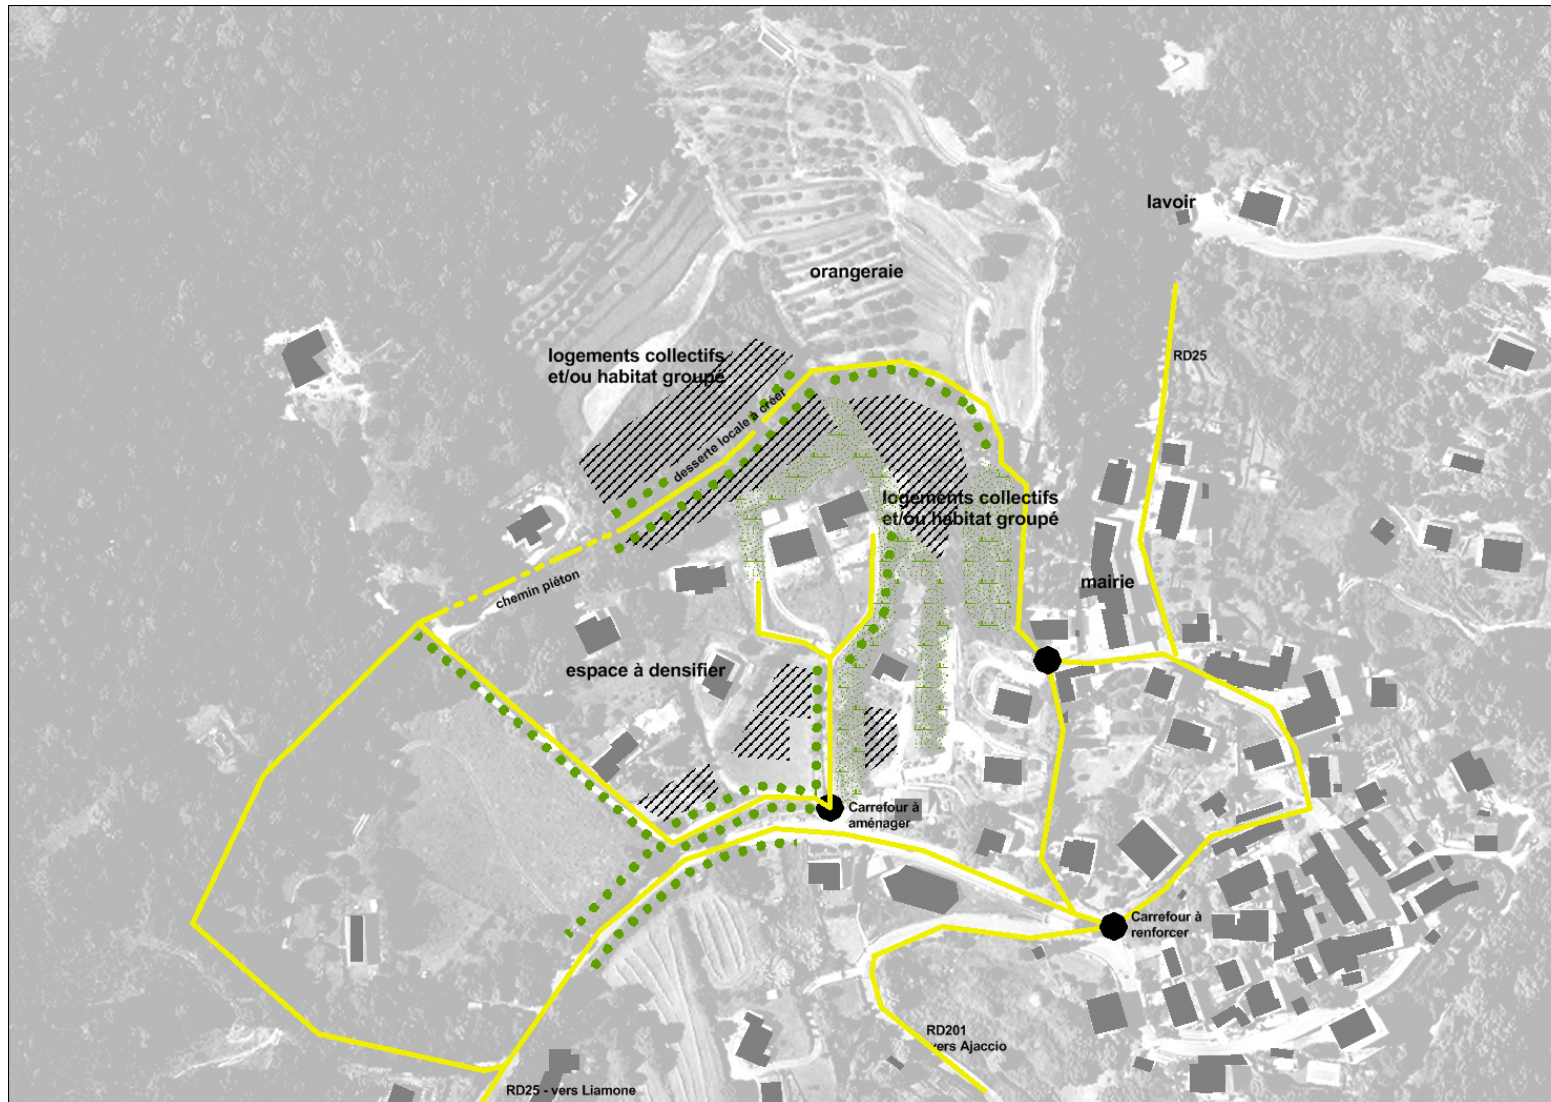 lavoir
orangeraie
RD25
logements collectifs
et/ou habitat groupé
desserte locale à créer
logements collectifs
et/ou habitat groupé
chemin piéton
mairie
espace à densifier
Carrefour à
aménager
Carrefour à
renforcer
RD201
vers Ajaccio
RD25 - vers Liamone